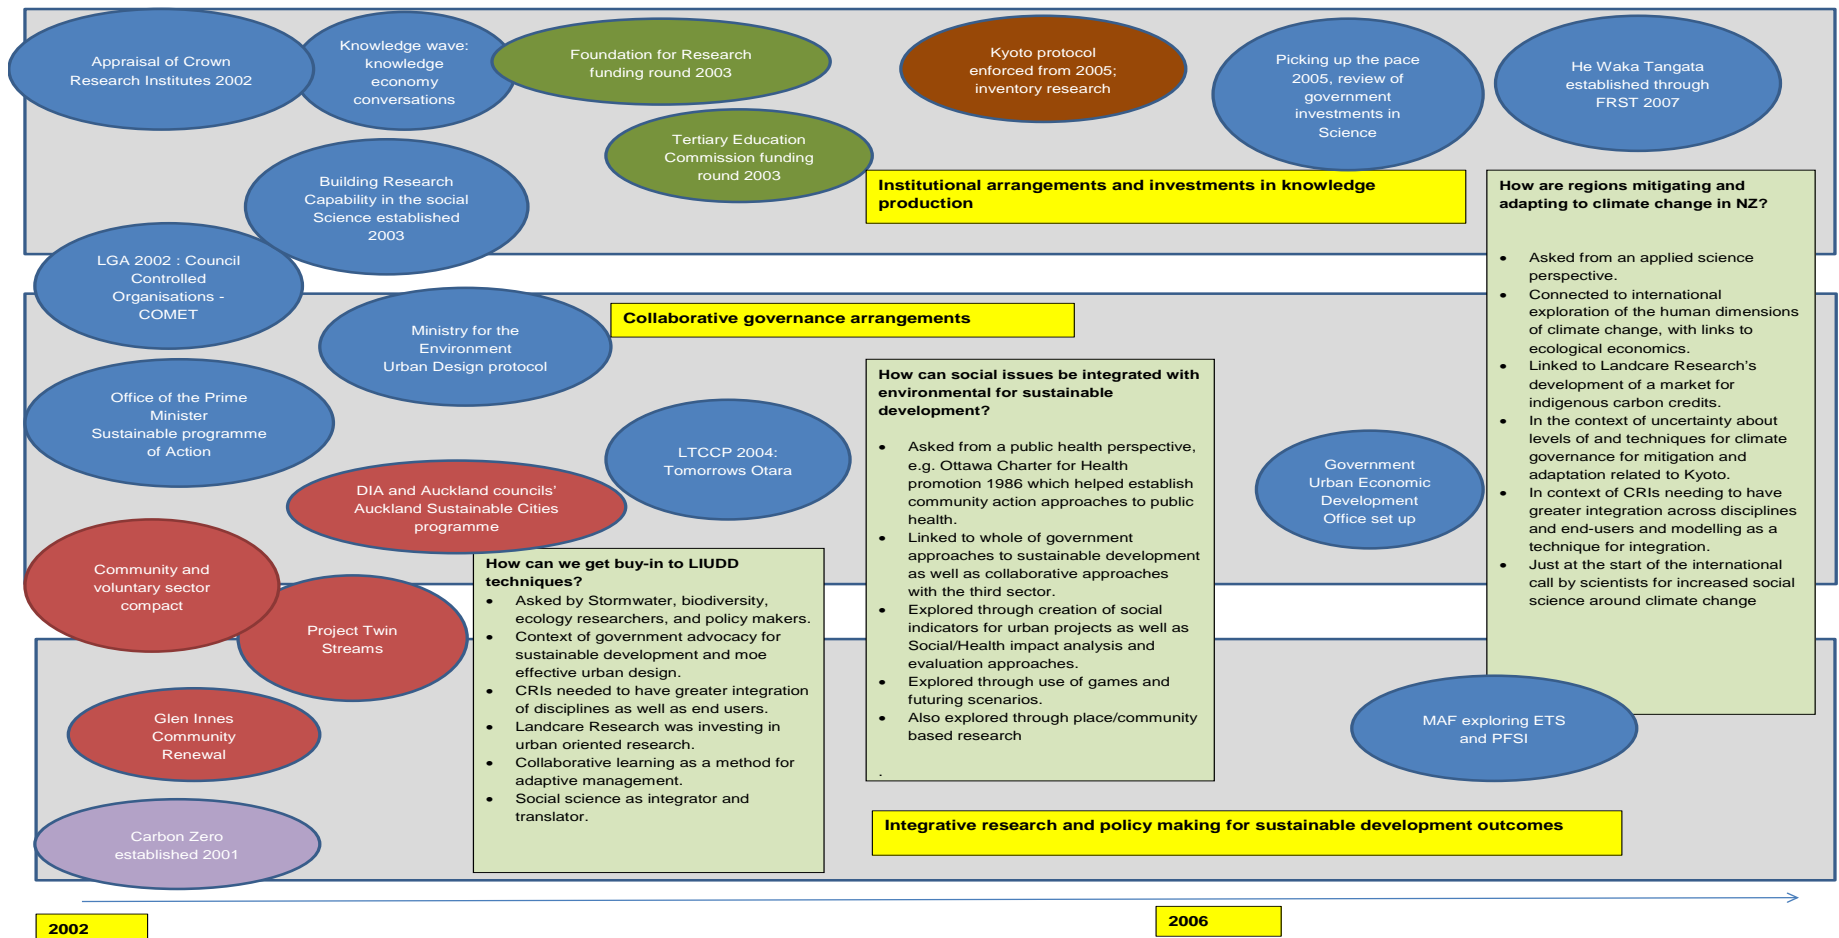 Appraisal of Crown
Research Institutes 2002
Knowledge wave:
knowledge
economy
conversations
Foundation for Research
funding round 2003
Kyoto protocol
enforced from 2005;
inventory research
Picking up the pace
2005, review of
government
investments in
Science
He Waka Tangata
established through
FRST 2007
Tertiary Education
Commission funding
round 2003
Building Research
Capability in the social
Science established
2003
Institutional arrangements and investments in knowledge
production
LGA 2002 : Council
Controlled
Organisations -
COMET
Ministry for the
Environment
Urban Design protocol
Collaborative governance arrangements
Office of the Prime
Minister
Sustainable programme
of Action
LTCCP 2004:
Tomorrows Otara
DIA and Auckland councils'
Auckland Sustainable Cities
programme
Government
Urban Economic
Development
Office set up
Community and
voluntary sector
compact
Project Twin
Streams
Glen Innes
Community
Renewal
Carbon Zero
established 2001
How can we get buy-in to LIUDD
techniques?
• Asked by Stormwater, biodiversity,
ecology researchers, and policy makers.
• Context of government advocacy for
sustainable development and moe
effective urban design.
• CRIs needed to have greater integration
of disciplines as well as end users.
• Landcare Research was investing in
urban oriented research.
• Collaborative learning as a method for
adaptive management.
• Social science as integrator and
translator.
How can social issues be integrated with
environmental for sustainable
development?
• Asked from a public health perspective,
e.g. Ottawa Charter for Health
promotion 1986 which helped establish
community action approaches to public
health.
• Linked to whole of government
approaches to sustainable development
as well as collaborative approaches
with the third sector.
• Explored through creation of social
indicators for urban projects as well as
Social/Health impact analysis and
evaluation approaches.
• Explored through use of games and
futuring scenarios.
• Also explored through place/community
based research
.
How are regions mitigating and
adapting to climate change in NZ?
• Asked from an applied science
perspective.
• Connected to international
exploration of the human dimensions
of climate change, with links to
ecological economics.
• Linked to Landcare Research's
development of a market for
indigenous carbon credits.
• In the context of uncertainty about
levels of and techniques for climate
governance for mitigation and
adaptation related to Kyoto.
• In context of CRIs needing to have
greater integration across disciplines
and end-users and modelling as a
technique for integration.
• Just at the start of the international
call by scientists for increased social
science around climate change
MAF exploring ETS
and PFSI
Integrative research and policy making for sustainable development outcomes
2002
2006